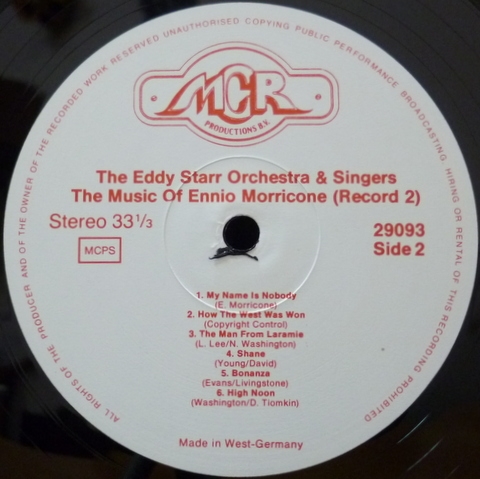 ALL RIGHTS OF THE PRODUCER AND OF THE OWNER OF THE RECORDED WORK RESERVED UNAUTHORISED COPYING PUBLIC PERFORMANCE BROADCASTING, HIRING OR RENTAL OF THIS RECORDING PROHIBITED
MCR
PRODUCTIONS B.V.
The Eddy Starr Orchestra & Singers
The Music Of Ennio Morricone (Record 2)
Stereo 33 1/3
29093
MCPS
Side 2
1. My Name Is Nobody
(E. Morricone)
2. How The West Was Won
(Copyright Control)
3. The Man From Laramie
(L. Lee/N. Washington)
4. Shane
(Young/David)
5. Bonanza
(Evans/Livingstone)
6. High Noon
(Washington/D. Tiomkin)
Made in West-Germany